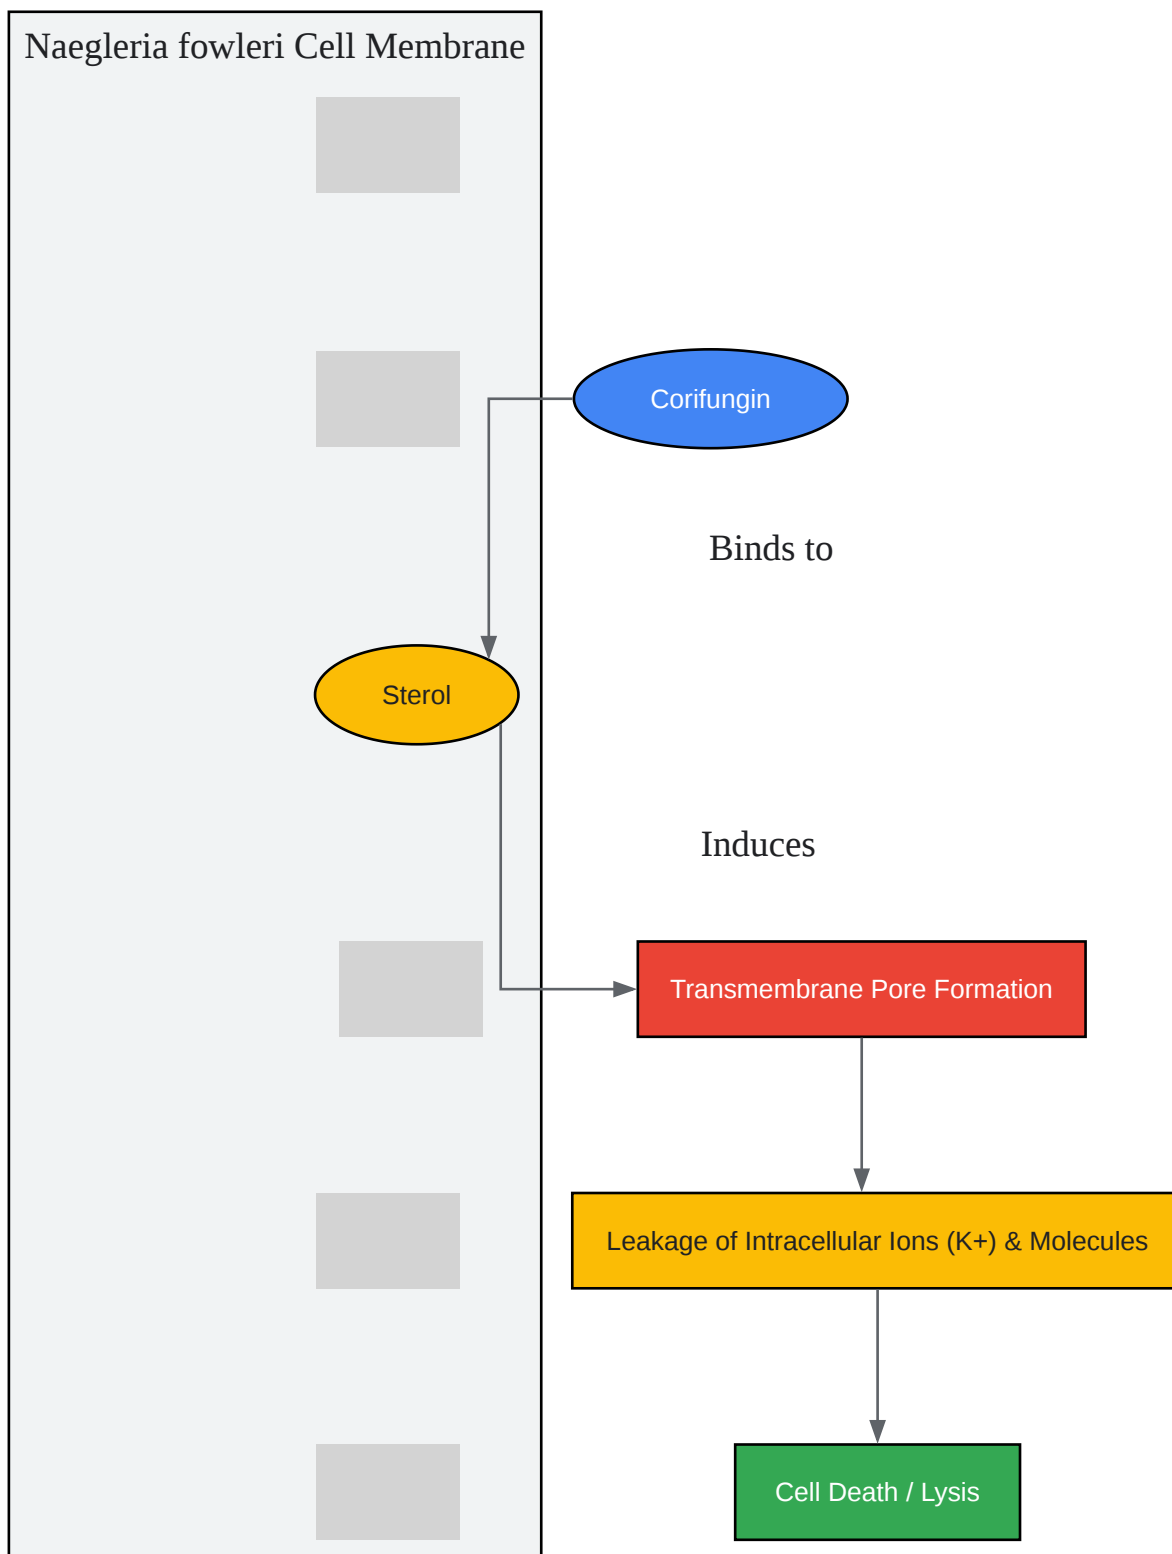 Naegleria fowleri Cell Membrane
Corifungin
Binds to
Sterol
Induces
Transmembrane Pore Formation
Leakage of Intracellular Ions (K+) & Molecules
Cell Death / Lysis